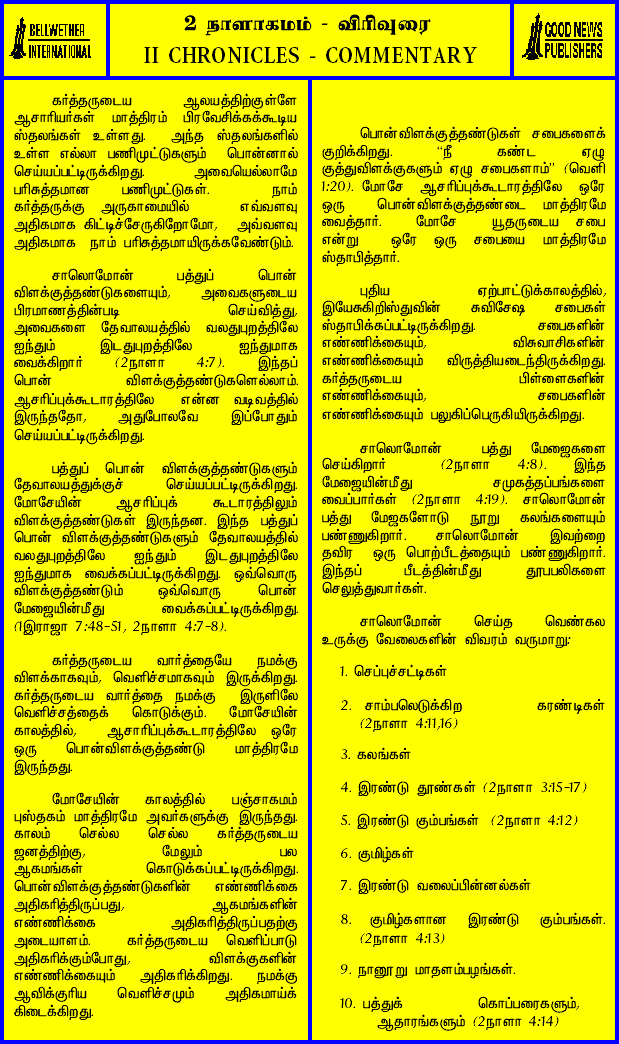 BELLWETHER
INTERNATIONAL
2 நாளாகமம் - விரிவுரை
II CHRONICLES - COMMENTARY
GOOD NEWS
PUBLISHERS
கர்த்தருடைய ஆலயத்திற்குள்ளே
ஆசாரியர்கள் மாத்திரம் பிரவேசிக்கக்கூடிய
ஸ்தலங்கள் உள்ளது. அந்த ஸ்தலங்களில்
உள்ள எல்லா பணிமுட்டுகளும் பொன்னால்
செய்யப்பட்டிருக்கிறது. அவையெல்லாமே
பரிசுத்தமான பணிமுட்டுகள். நாம்
கர்த்தருக்கு அருகாமையில் எவ்வளவு
அதிகமாக கிட்டிச்சேருகிறோமோ, அவ்வளவு
அதிகமாக நாம் பரிசுத்தமாயிருக்கவேண்டும்.
சாலொமோன் பத்துப் பொன்
விளக்குத்தண்டுகளையும், அவைகளுடைய
பிரமாணத்தின்படி செய்வித்து,
அவைகளை தேவாலயத்தில் வலதுபுறத்திலே
ஐந்தும் இடதுபுறத்திலே ஐந்துமாக
வைக்கிறார் (2நாளா 4:7). இந்தப்
பொன் விளக்குத்தண்டுகளெல்லாம்.
ஆசரிப்புக்கூடாரத்திலே என்ன வடிவத்தில்
இருந்ததோ, அதுபோலவே இப்போதும்
செய்யப்பட்டிருக்கிறது.
பத்துப் பொன் விளக்குத்தண்டுகளும்
தேவாலயத்துக்குச் செய்யப்பட்டிருக்கிறது.
மோசேயின் ஆசரிப்புக் கூடாரத்திலும்
விளக்குத்தண்டுகள் இருந்தன. இந்த பத்துப்
பொன் விளக்குத்தண்டுகளும் தேவாலயத்தில்
வலதுபுறத்திலே ஐந்தும் இடதுபுறத்திலே
ஐந்துமாக வைக்கப்பட்டிருக்கிறது. ஒவ்வொரு
விளக்குத்தண்டும் ஒவ்வொரு பொன்
மேஜையின்மீது வைக்கப்பட்டிருக்கிறது.
(1இராஜா 7:48-51, 2நாளா 4:7-8).
கர்த்தருடைய வார்த்தையே நமக்கு
விளக்காகவும், வெளிச்சமாகவும் இருக்கிறது.
கர்த்தருடைய வார்த்தை நமக்கு இருளிலே
வெளிச்சத்தைக் கொடுக்கும். மோசேயின்
காலத்தில், ஆசாரிப்புக்கூடாரத்திலே ஒரே
ஒரு பொன்விளக்குத்தண்டு மாத்திரமே
இருந்தது.
மோசேயின் காலத்தில் பஞ்சாகமம்
புஸ்தகம் மாத்திரமே அவர்களுக்கு இருந்தது.
காலம் செல்ல செல்ல கர்த்தருடைய
ஜனத்திற்கு, மேலும் பல
ஆகமங்கள் கொடுக்கப்பட்டிருக்கிறது.
பொன்விளக்குத்தண்டுகளின் எண்ணிக்கை
அதிகரித்திருப்பது, ஆகமங்களின்
எண்ணிக்கை அதிகரித்திருப்பதற்கு
அடையாளம். கர்த்தருடைய வெளிப்பாடு
அதிகரிக்கும்போது, விளக்குகளின்
எண்ணிக்கையும் அதிகரிக்கிறது. நமக்கு
ஆவிக்குரிய வெளிச்சமும் அதிகமாய்க்
கிடைக்கிறது.
பொன்விளக்குத்தண்டுகள் சபைகளைக்
குறிக்கிறது. “நீ கண்ட ஏழு
குத்துவிளக்குகளும் ஏழு சபைகளாம்” (வெளி
1:20). மோசே ஆசரிப்புக்கூடாரத்திலே ஒரே
ஒரு பொன்விளக்குத்தண்டை மாத்திரமே
வைத்தார். மோசே யூதருடைய சபை
என்று ஒரே ஒரு சபையை மாத்திரமே
ஸ்தாபித்தார்.
புதிய ஏற்பாட்டுக்காலத்தில்,
இயேசுகிறிஸ்துவின் சுவிசேஷ சபைகள்
ஸ்தாபிக்கப்பட்டிருக்கிறது. சபைகளின்
எண்ணிக்கையும், விசுவாசிகளின்
எண்ணிக்கையும் விருத்தியடைந்திருக்கிறது.
கர்த்தருடைய பிள்ளைகளின்
எண்ணிக்கையும், சபைகளின்
எண்ணிக்கையும் பலுகிப்பெருகியிருக்கிறது.
சாலொமோன் பத்து மேஜைகளை
செய்கிறார் (2நாளா 4:8). இந்த
மேஜையின்மீது சமுகத்தப்பங்களை
வைப்பார்கள் (2நாளா 4:19). சாலொமோன்
பத்து மேஜகளோடு நூறு கலங்களையும்
பண்ணுகிறார். சாலொமோன் இவற்றை
தவிர ஒரு பொற்பீடத்தையும் பண்ணுகிறார்.
இந்தப் பீடத்தின்மீது தூபபலிகளை
செலுத்துவார்கள்.
சாலொமோன் செய்த வெண்கல
உருக்கு வேலைகளின் விவரம் வருமாறு:
1. செப்புச்சட்டிகள்
2. சாம்பலெடுக்கிற கரண்டிகள்
(2நாளா 4:11,16)
3. கலங்கள்
4. இரண்டு தூண்கள் (2நாளா 3:15-17)
5. இரண்டு கும்பங்கள் (2நாளா 4:12)
6. குமிழ்கள்
7. இரண்டு வலைப்பின்னல்கள்
8. குமிழ்களான இரண்டு கும்பங்கள்.
(2நாளா 4:13)
9. நானூறு மாதளம்பழங்கள்.
10. பத்துக் கொப்பரைகளும்,
ஆதாரங்களும் (2நாளா 4:14)